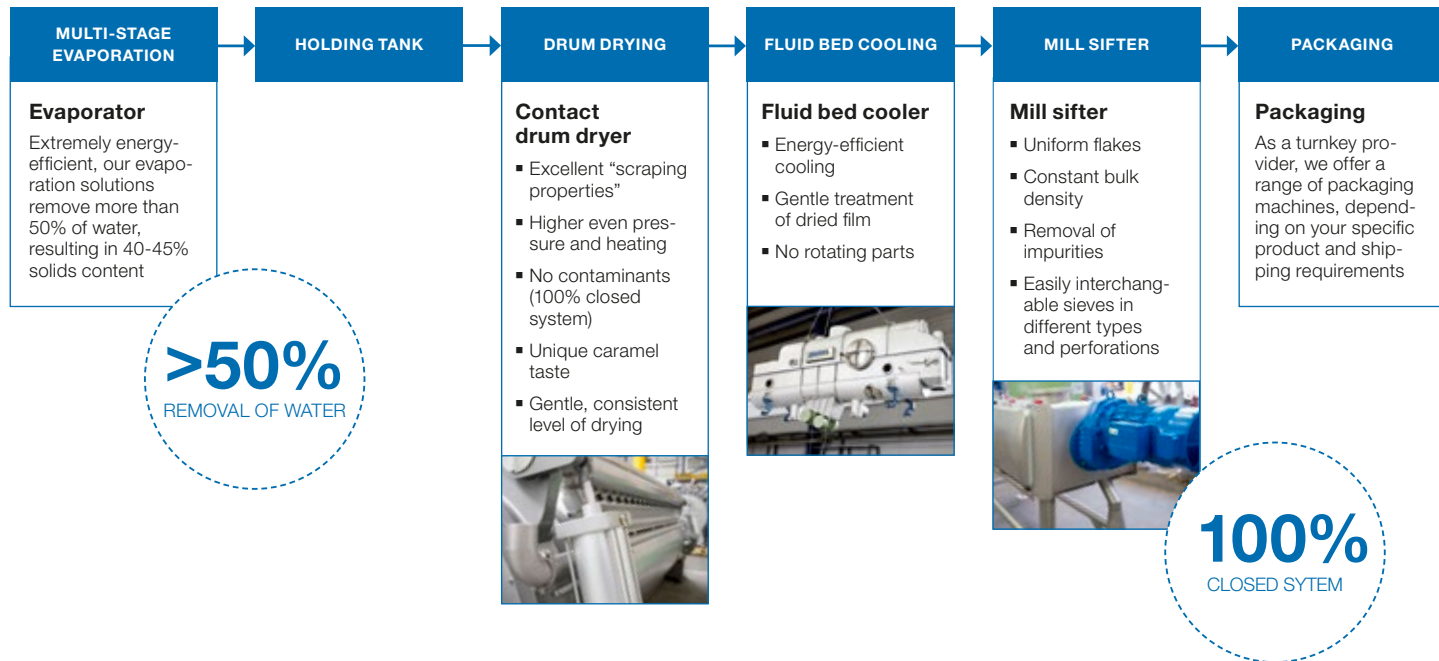 MULTI-STAGE
EVAPORATION
HOLDING TANK
DRUM DRYING
FLUID BED COOLING
MILL SIFTER
PACKAGING
Evaporator
Extremely energy-
efficient, our evapo-
ration solutions
remove more than
50% of water,
resulting in 40-45%
solids content
>50%
REMOVAL OF WATER
Contact
drum dryer
▪ Excellent “scraping
properties”
▪ Higher even pres-
sure and heating
▪ No contaminants
(100% closed
system)
▪ Unique caramel
taste
▪ Gentle, consistent
level of drying
Fluid bed cooler
▪ Energy-efficient
cooling
▪ Gentle treatment
of dried film
▪ No rotating parts
Mill sifter
▪ Uniform flakes
▪ Constant bulk
density
▪ Removal of
impurities
▪ Easily interchang-
able sieves in
different types
and perforations
Packaging
As a turnkey pro-
vider, we offer a
range of packaging
machines, depend-
ing on your specific
product and ship-
ping requirements
100%
CLOSED SYTEM